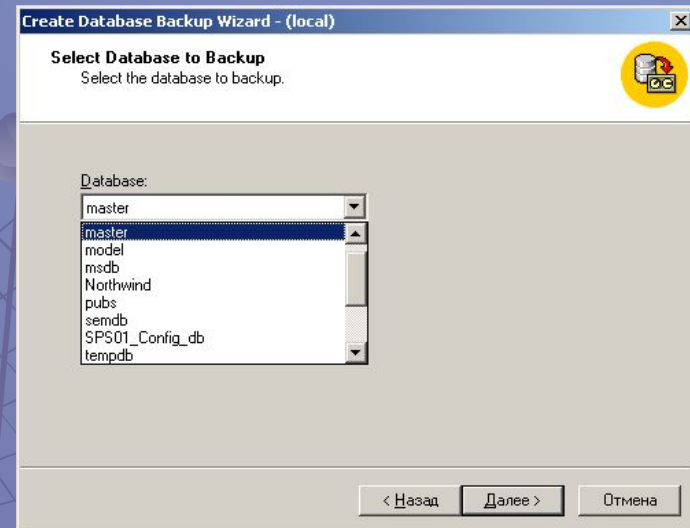 Create Database Backup Wizard - (local)
Select Database to Backup
Select the database to backup.
Database:
master
master
model
msdb
Northwind
pubs
semdb
SPS01_Config_db
tempdb
< Назад
Далее >
Отмена